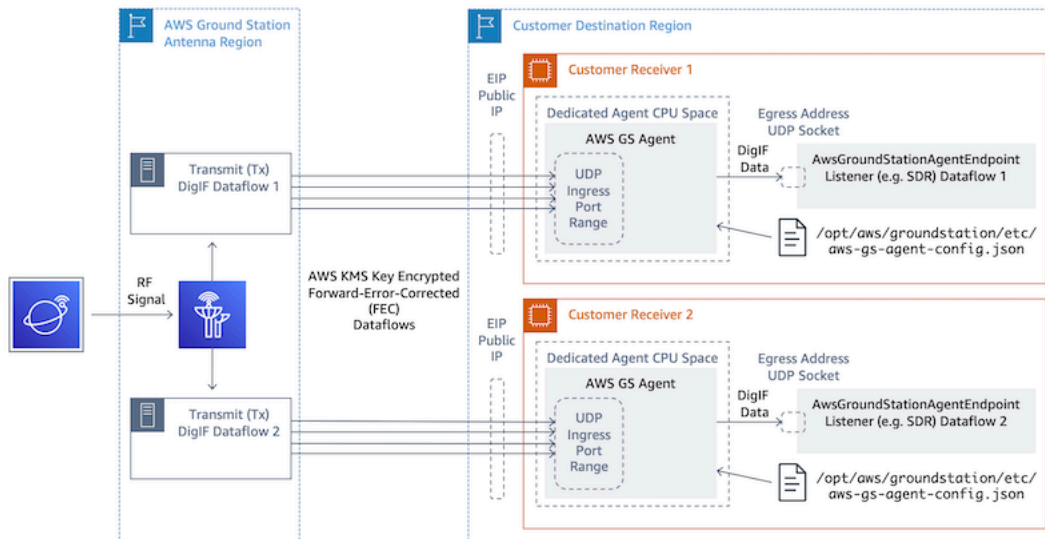 AWS Ground Station
Antenna Region
Customer Destination Region
EIP
Public
IP
Customer Receiver 1
Dedicated Agent CPU Space
AWS GS Agent
Egress Address
UDP Socket
Transmit (Tx)
DigIF Dataflow 1
UDP
Ingress
Port
Range
DigIF
Data
AwsGroundStationAgentEndpoint
Listener (e.g. SDR) Dataflow 1
/opt/aws/groundstation/etc/
aws-gs-agent-config.json
RF
Signal
AWS KMS Key Encrypted
Forward-Error-Corrected
(FEC)
Dataflows
EIP
Public
IP
Customer Receiver 2
Dedicated Agent CPU Space
AWS GS Agent
Egress Address
UDP Socket
Transmit (Tx)
DigIF Dataflow 2
UDP
Ingress
Port
Range
DigIF
Data
AwsGroundStationAgentEndpoint
Listener (e.g. SDR) Dataflow 2
/opt/aws/groundstation/etc/
aws-gs-agent-config.json